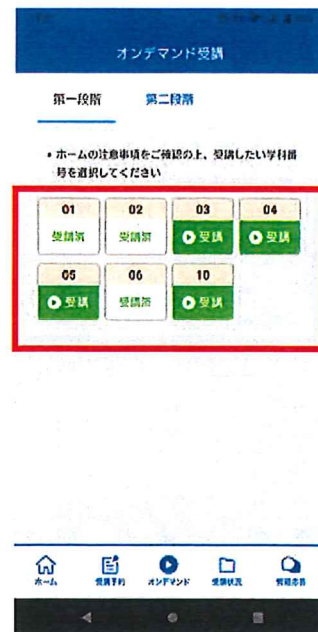 オンデマンド受講
第一段階 第二段階
• ホームの注意事項をご確認の上、受講したい学科番
号を選択してください
01 02 03 04
受講済 受講済 受講 受講
05 06 10
受講 受講済 受講
ホーム 受講予約 オンデマンド 受講状況